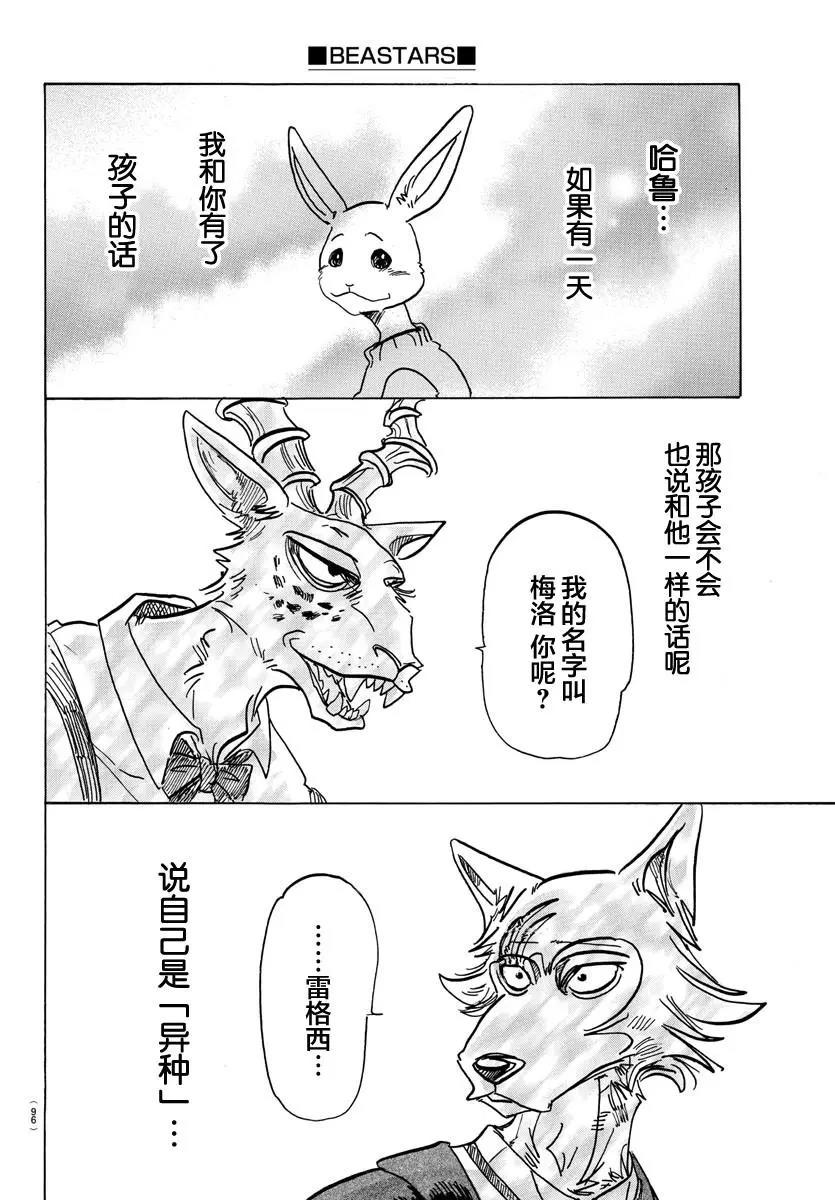 ■BEASTARS■
哈鲁…
如果有一天
我和你有了
孩子的话
那孩子会不会
也说和他一样的话呢
我的名字叫
梅洛 你呢?
……雷格西…
说自己是「异种」…
（96）